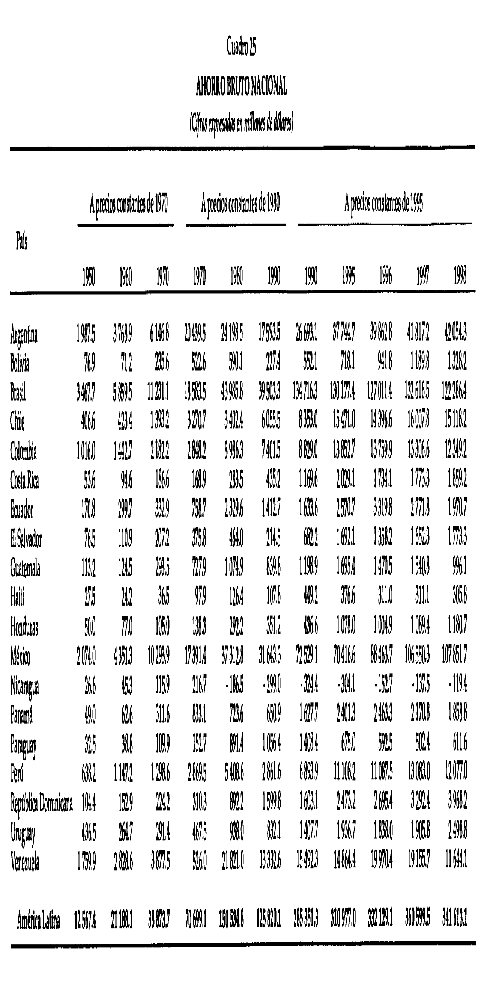 Cuadro 25
AHORRO BRUTO NACIONAL
(Cifras expresadas en millones de dólares)
A precios constantes de 1970 A precios constantes de 1980 A precios constantes de 1995
País
1950 1960 1970 1970 1980 1990 1990 1995 1996 1997 1998
Argentina 1 987.5 3 768.9 6 146.8 20 439.5 24 198.5 17 593.5 26 693.1 37 744.7 39 862.8 41 817.2 42 054.3
Bolivia 76.9 71.2 235.6 522.6 590.1 227.4 552.1 718.1 941.8 1 189.8 1 328.2
Brasil 3 467.7 5 859.5 11 231.1 18 583.5 43 985.8 39 503.3 134 716.3 130 177.4 127 011.4 132 616.5 122 286.4
Chile 406.6 423.4 1 393.2 3 270.7 3 402.4 6 055.5 8 353.0 15 471.0 14 396.6 16 007.8 15 118.2
Colombia 1 016.0 1 442.7 2 182.2 2 848.2 5 986.3 7 401.5 8 829.0 13 852.7 13 759.9 13 306.6 12 349.2
Costa Rica 53.6 94.6 186.6 168.9 283.5 435.2 1 169.6 2 029.1 1 734.1 1 773.3 1 859.2
Ecuador 170.8 299.7 332.9 758.7 2 329.6 1 412.7 1 633.6 2 570.7 3 319.8 2 771.8 1 970.7
El Salvador 76.5 110.9 207.2 375.8 464.0 214.5 682.2 1 692.1 1 358.2 1 652.3 1 773.3
Guatemala 113.2 124.5 293.5 727.9 1 074.9 839.8 1 198.9 1 695.4 1 470.5 1 540.8 996.1
Haití 27.5 24.2 36.5 97.9 126.4 107.8 449.2 376.6 311.0 311.1 305.8
Honduras 50.0 77.0 105.0 138.3 292.2 351.2 436.6 1 078.0 1 004.9 1 089.4 1 180.7
México 2 074.0 4 351.3 10 293.9 17 391.4 37 312.8 31 643.3 72 529.1 70 416.6 88 463.7 106 550.3 107 851.7
Nicaragua 26.6 45.3 115.9 216.7 - 186.5 - 299.0 - 324.4 - 304.1 - 152.7 - 137.5 - 119.4
Panamá 49.0 62.6 311.6 833.1 723.6 650.9 1 627.7 2 401.3 2 463.3 2 170.8 1 858.8
Paraguay 32.5 38.8 109.9 152.7 891.4 1 056.4 1 408.4 675.0 592.5 502.4 611.6
Perú 638.2 1 147.2 1 298.6 2 869.5 5 408.6 2 861.6 6 893.9 11 108.2 11 087.5 13 083.0 12 077.0
República Dominicana 104.4 152.9 224.2 310.3 892.2 1 599.8 1 603.1 2 473.2 2 695.4 3 292.4 3 968.2
Uruguay 436.5 264.7 291.4 467.5 938.0 832.1 1 407.7 1 936.7 1 838.0 1 905.8 2 498.8
Venezuela 1 759.9 2 828.6 3 877.5 526.0 21 821.0 13 332.6 15 492.3 14 864.4 19 970.4 19 155.7 11 644.1
América Latina 12 567.4 21 188.1 38 873.7 70 699.1 150 534.8 125 820.1 285 351.3 310 977.0 332 129.1 360 599.5 341 613.1